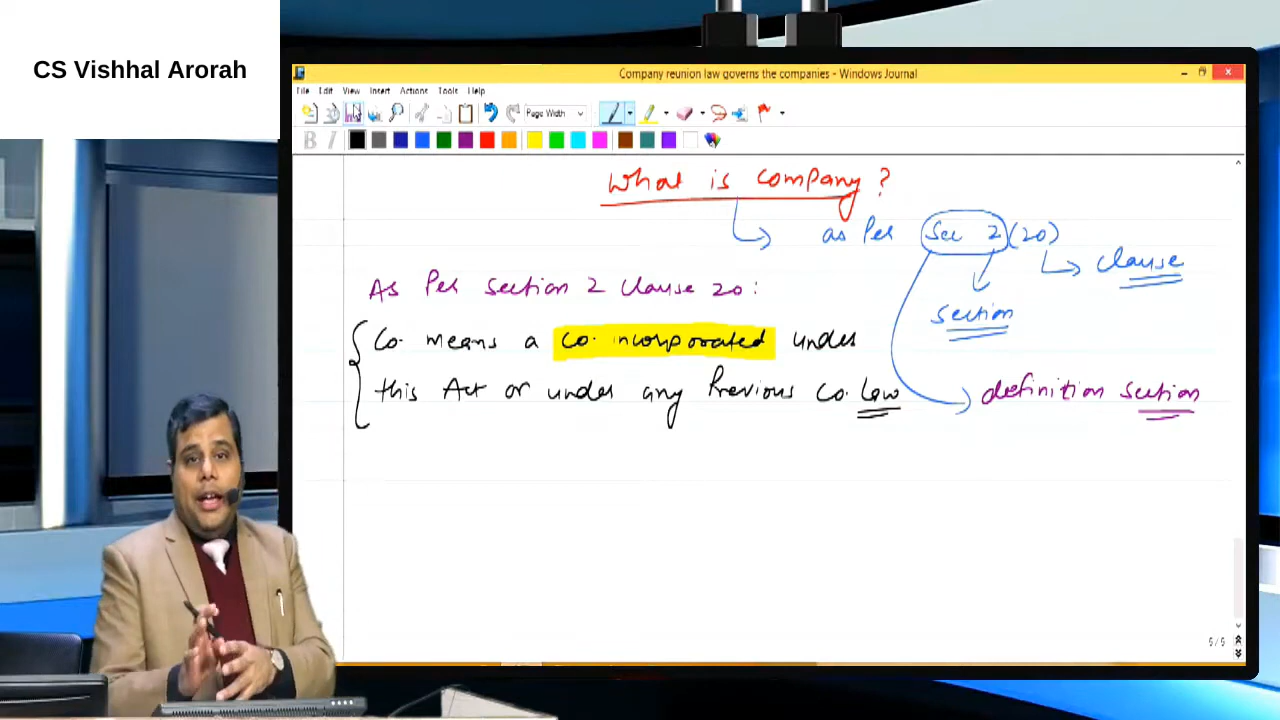 CS Vishhal Arorah
Company reunion law governs the companies - Windows Journal
File Edit View Insert Actions Tools Help
Page Width
B I
What is company?
as Per Sec 2 (20)
clause
section
As Per section 2 clause 20:
Co. means a co. incorporated under
this Act or under any Previous co. Law
definition section
5/5